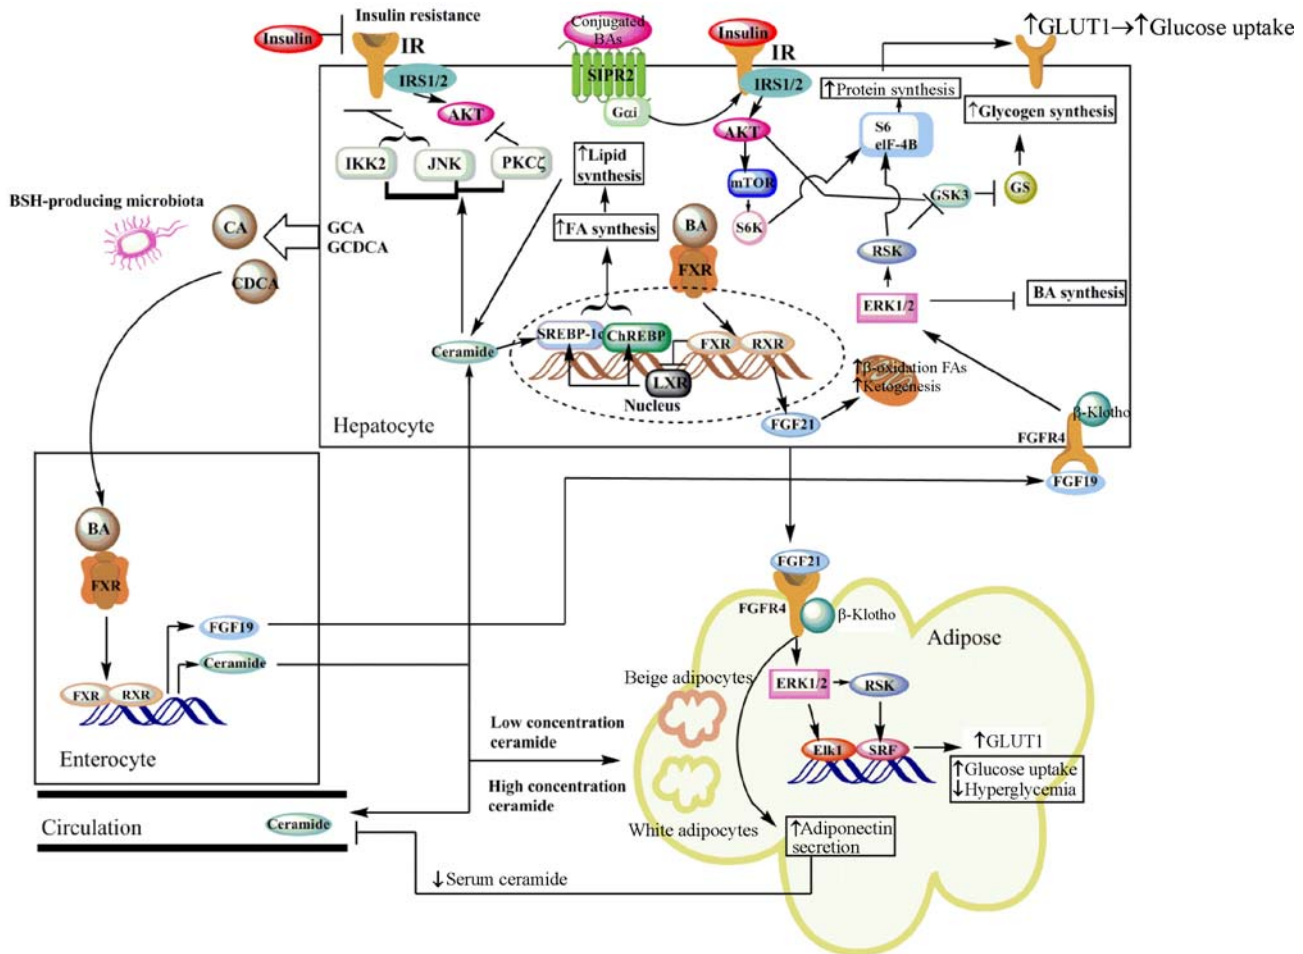 Insulin resistance
Insulin
IR
IRS1/2
AKT
IKK2
JNK
PKCζ
Conjugated
BAs
SIPR2
Gαi
Insulin
IR
IRS1/2
AKT
mTOR
S6K
↑GLUT1→↑Glucose uptake
↑Protein synthesis
S6
eIF-4B
↑Glycogen synthesis
GSK3
GS
RSK
ERK1/2
BA synthesis
↑Lipid
synthesis
↑FA synthesis
BA
FXR
BSH-producing microbiota
CA
CDCA
GCA
GCDCA
Ceramide
SREBP-1c
ChREBP
FXR
RXR
LXR
Nucleus
FGF21
↑β-oxidation FAs
↑Ketogenesis
Hepatocyte
β-Klotho
FGFR4
FGF19
BA
FXR
FGF19
Ceramide
FXR
RXR
Enterocyte
Low concentration
ceramide
High concentration
ceramide
Circulation
Ceramide
↓Serum ceramide
FGF21
FGFR4
β-Klotho
Adipose
Beige adipocytes
White adipocytes
ERK1/2
RSK
Elk1
SRF
↑GLUT1
↑Glucose uptake
↓Hyperglycemia
↑Adiponectin
secretion